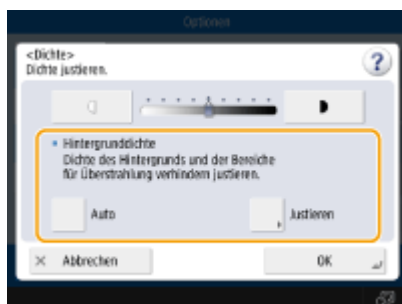 Optionen
<Dichte>
Dichte justieren.
?
Hintergrunddichte
Dichte des Hintergrunds und der Bereiche
für Überstrahlung verhindern justieren.
Auto
Justieren
× Abbrechen
OK